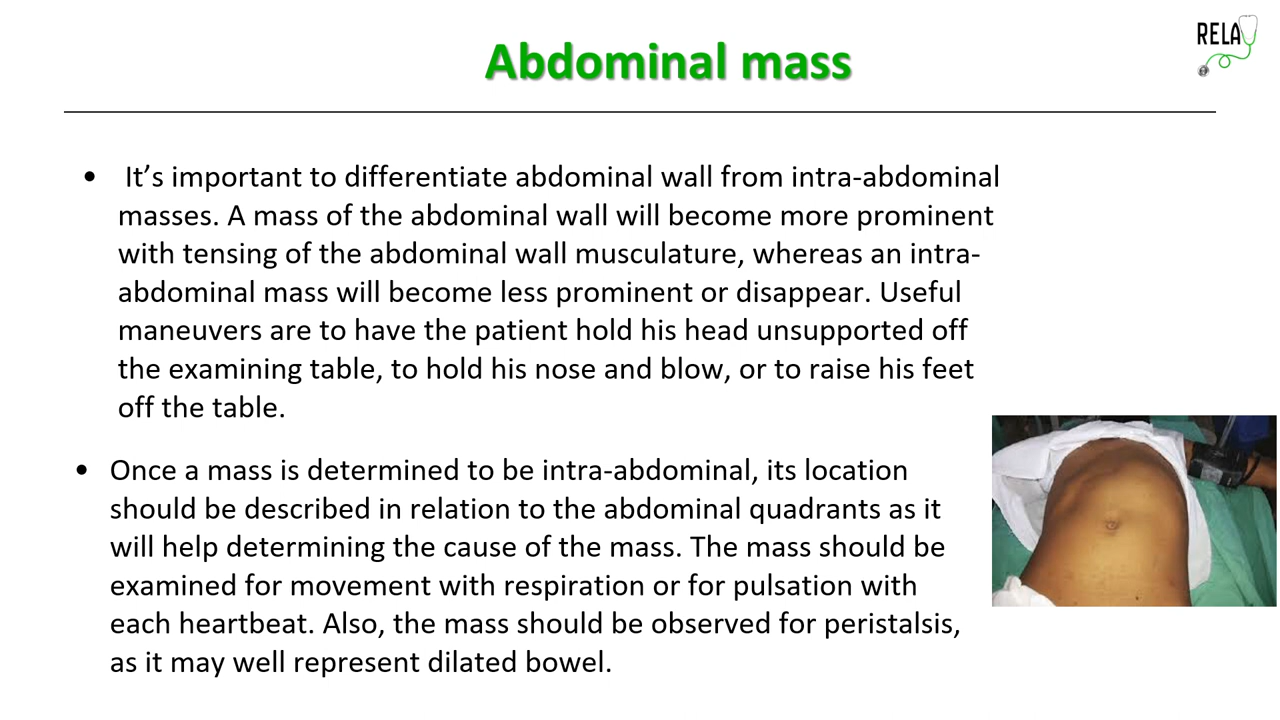 Abdominal mass
RELA
• It’s important to differentiate abdominal wall from intra-abdominal
masses. A mass of the abdominal wall will become more prominent
with tensing of the abdominal wall musculature, whereas an intra-
abdominal mass will become less prominent or disappear. Useful
maneuvers are to have the patient hold his head unsupported off
the examining table, to hold his nose and blow, or to raise his feet
off the table.
• Once a mass is determined to be intra-abdominal, its location
should be described in relation to the abdominal quadrants as it
will help determining the cause of the mass. The mass should be
examined for movement with respiration or for pulsation with
each heartbeat. Also, the mass should be observed for peristalsis,
as it may well represent dilated bowel.